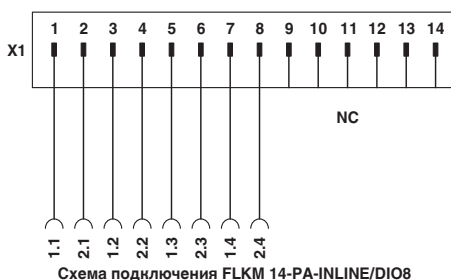 1 2 3 4 5 6 7 8 9 10 11 12 13 14
X1
NC
1.1 2.1 1.2 2.2 1.3 2.3 1.4 2.4
Схема подключения FLKM 14-PA-INLINE/DIO8